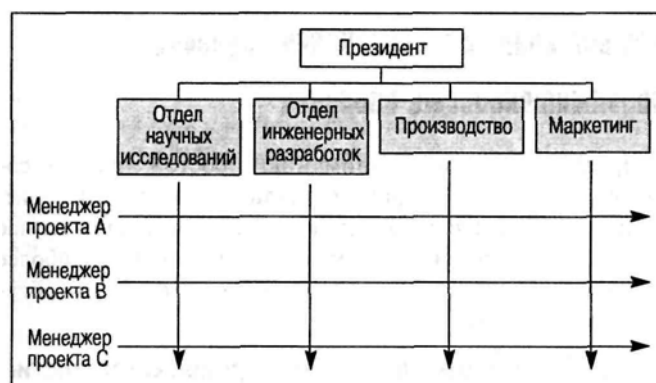 Президент
Отдел
научных
исследований
Отдел
инженерных
разработок
Производство
Маркетинг
Менеджер
проекта А
Менеджер
проекта В
Менеджер
проекта С